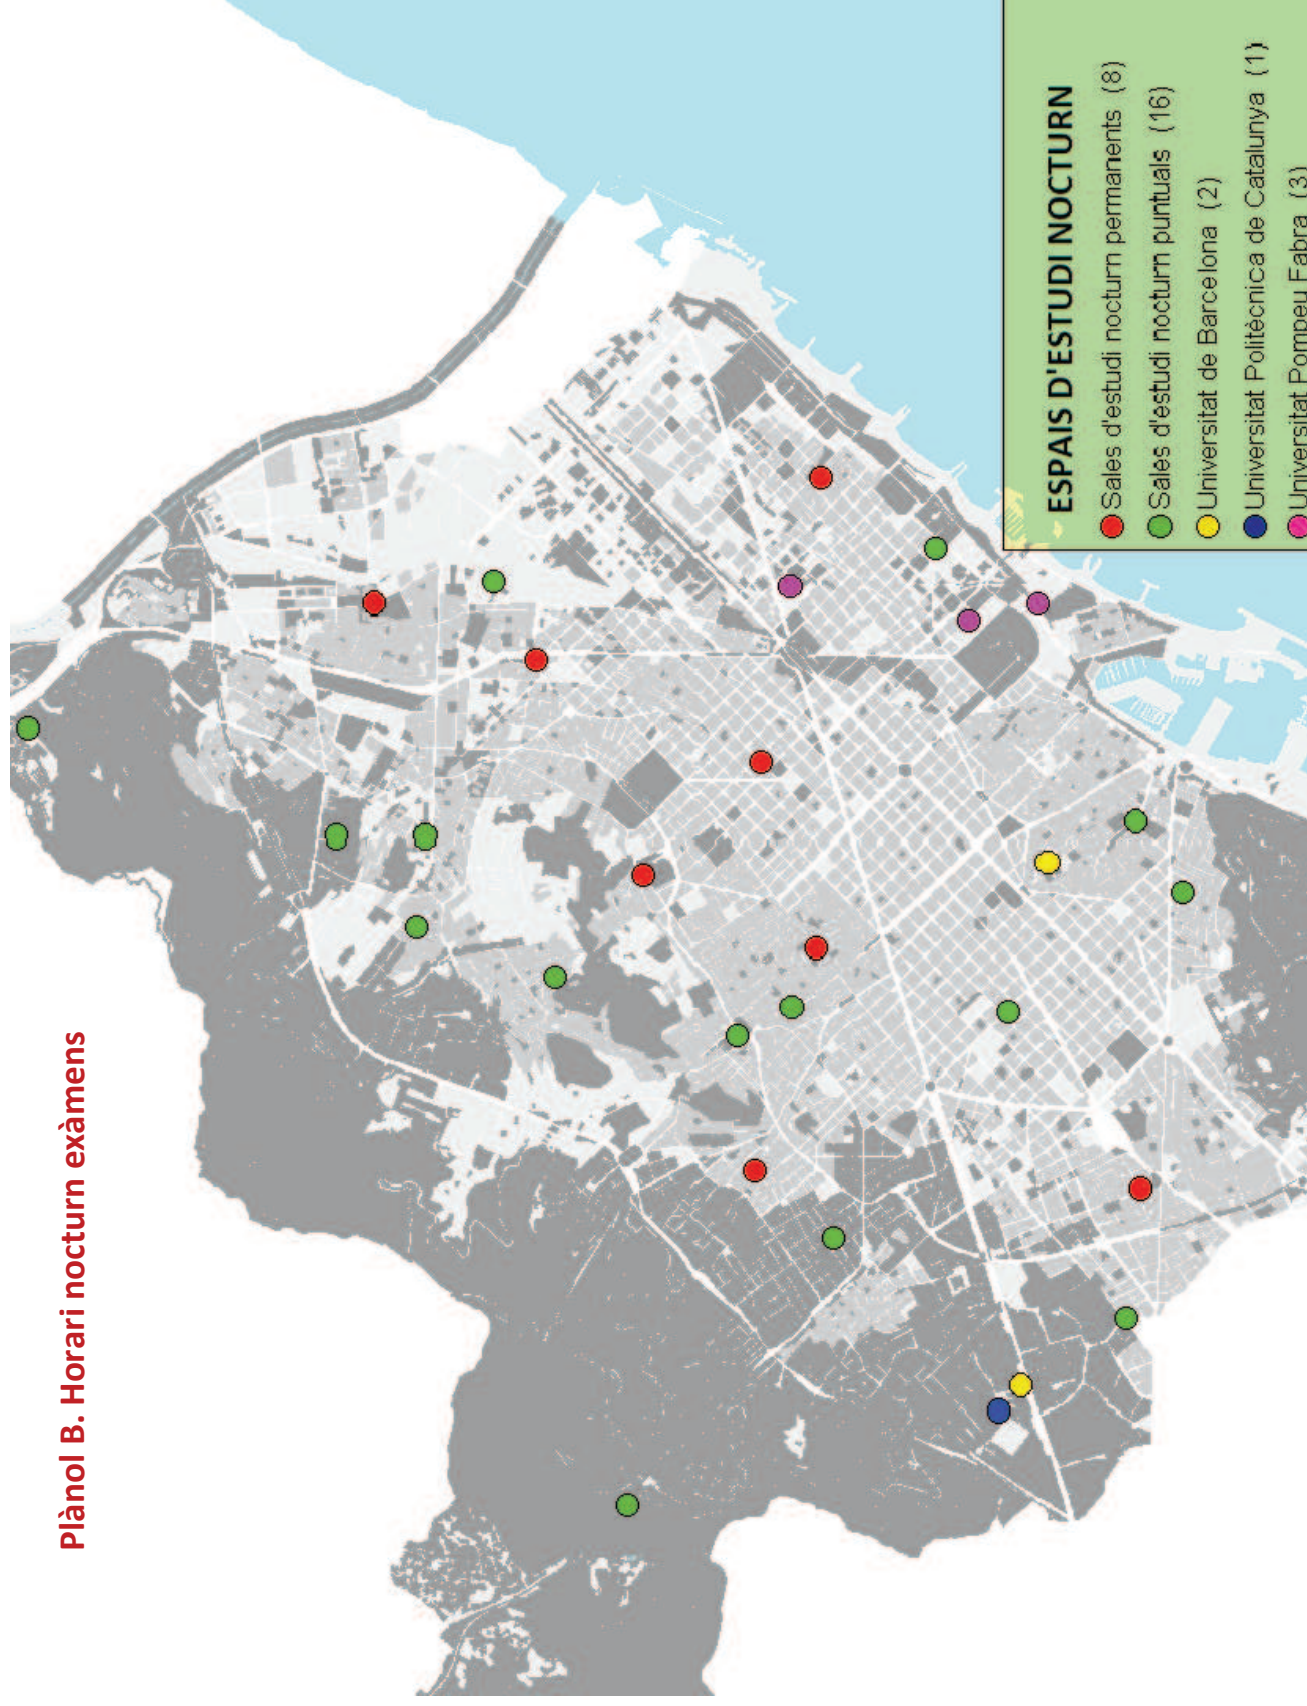 Plànol B. Horari nocturn exàmens
ESPAIS D'ESTUDI NOCTURN
Sales d'estudi nocturn permanents (8)
Sales d'estudi nocturn puntuals (16)
Universitat de Barcelona (2)
Universitat Politècnica de Catalunya (1)
Universitat Pompeu Fabra (3)